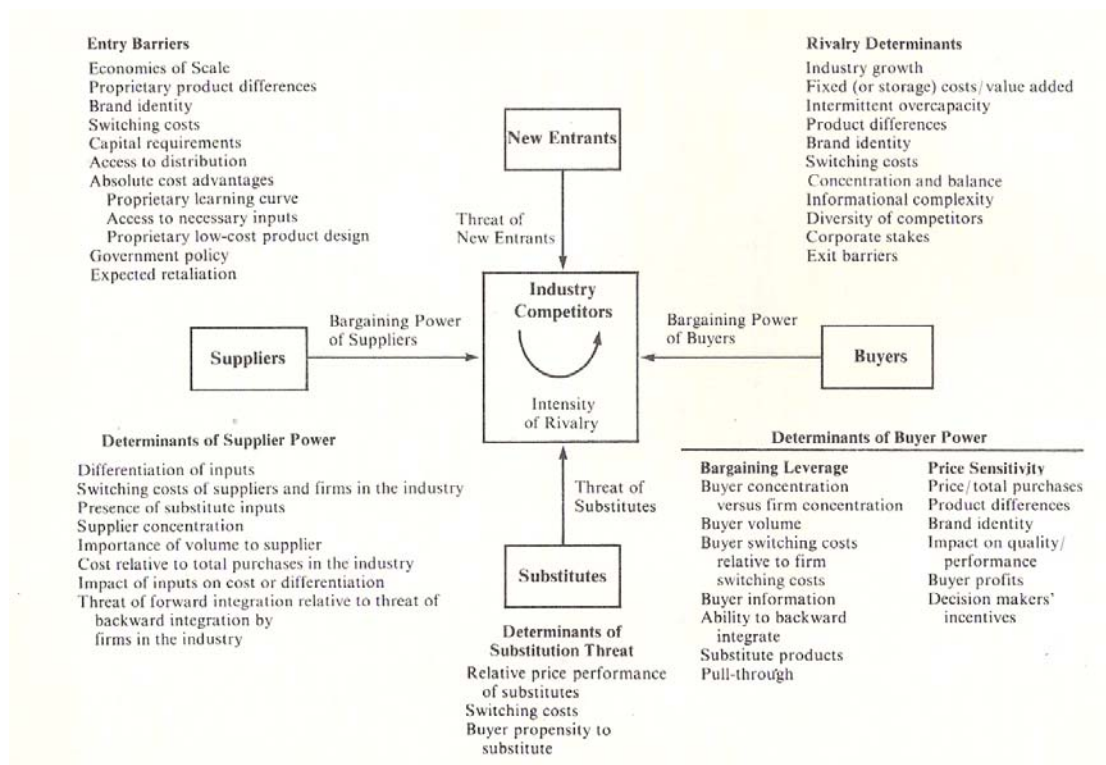 Entry Barriers
Economies of Scale
Proprietary product differences
Brand identity
Switching costs
Capital requirements
Access to distribution
Absolute cost advantages
Proprietary learning curve
Access to necessary inputs
Proprietary low-cost product design
Government policy
Expected retaliation
New Entrants
Threat of
New Entrants
Rivalry Determinants
Industry growth
Fixed (or storage) costs/value added
Intermittent overcapacity
Product differences
Brand identity
Switching costs
Concentration and balance
Informational complexity
Diversity of competitors
Corporate stakes
Exit barriers
Suppliers
Bargaining Power
of Suppliers
Industry
Competitors
Intensity
of Rivalry
Bargaining Power
of Buyers
Buyers
Determinants of Supplier Power
Differentiation of inputs
Switching costs of suppliers and firms in the industry
Presence of substitute inputs
Supplier concentration
Importance of volume to supplier
Cost relative to total purchases in the industry
Impact of inputs on cost or differentiation
Threat of forward integration relative to threat of
backward integration by
firms in the industry
Threat of
Substitutes
Substitutes
Determinants of
Substitution Threat
Relative price performance
of substitutes
Switching costs
Buyer propensity to
substitute
Determinants of Buyer Power
Bargaining Leverage
Buyer concentration
versus firm concentration
Buyer volume
Buyer switching costs
relative to firm
switching costs
Buyer information
Ability to backward
integrate
Substitute products
Pull-through
Price Sensitivity
Price/total purchases
Product differences
Brand identity
Impact on quality/
performance
Buyer profits
Decision makers'
incentives